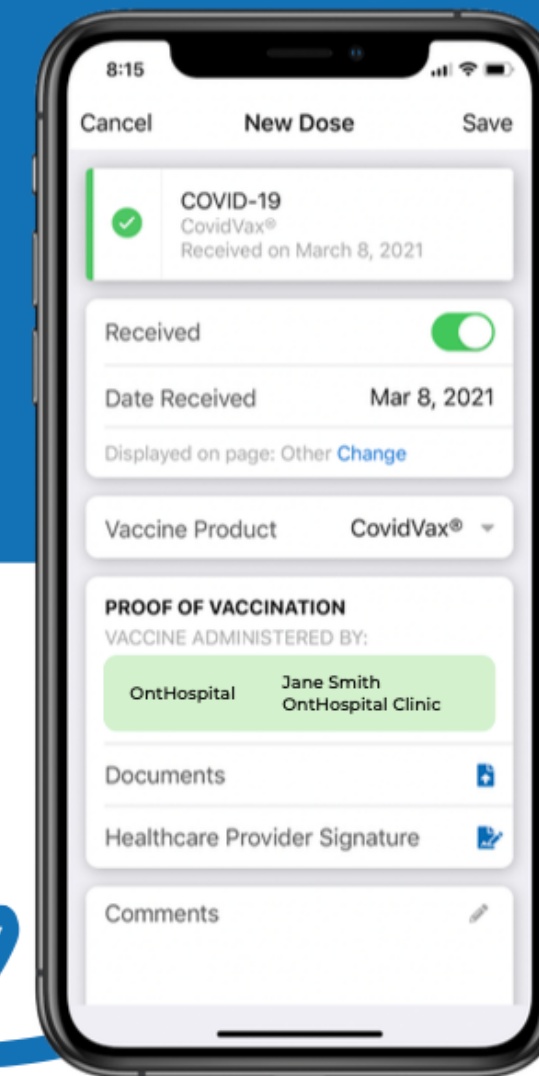 8:15
Cancel New Dose Save
COVID-19
CovidVax®
Received on March 8, 2021
Received
Date Received Mar 8, 2021
Displayed on page: Other Change
Vaccine Product CovidVax®
PROOF OF VACCINATION
VACCINE ADMINISTERED BY:
OntHospital Jane Smith
OntHospital Clinic
Documents
Healthcare Provider Signature
Comments